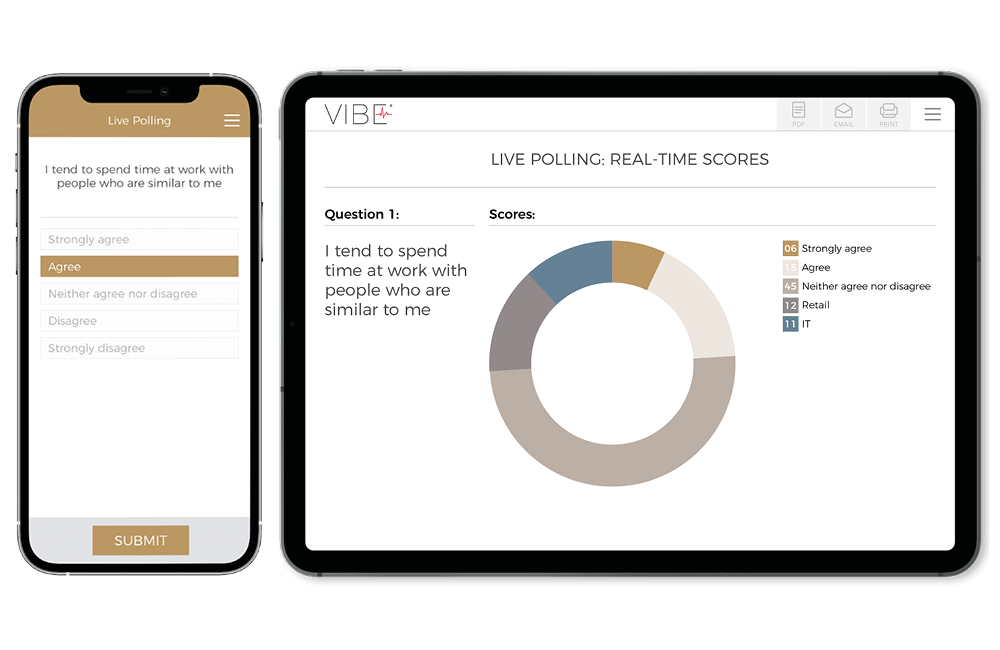 Live Polling
I tend to spend time at work with
people who are similar to me
Strongly agree
Agree
Neither agree nor disagree
Disagree
Strongly disagree
SUBMIT
VIBE+
PDF
EMAIL
PRINT
LIVE POLLING: REAL-TIME SCORES
Question 1:
I tend to spend
time at work with
people who are
similar to me
Scores:
06 Strongly agree
15 Agree
45 Neither agree nor disagree
12 Retail
11 IT